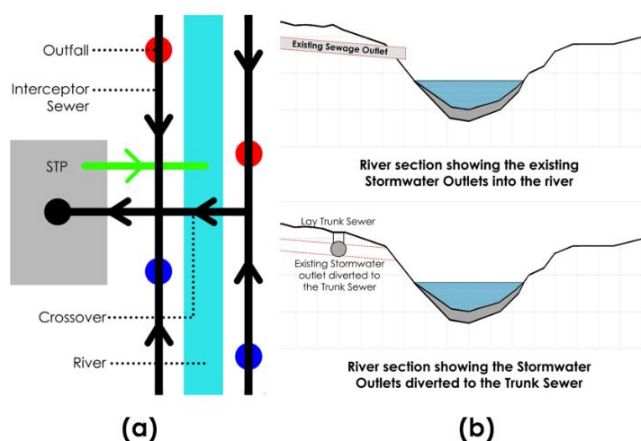 Outfall
Interceptor
Sewer
STP
Crossover
River
(a)
Existing Sewage Outlet
River section showing the existing
Stormwater Outlets into the river
Lay Trunk Sewer
Existing Stormwater
outlet diverted to
the Trunk Sewer
River section showing the Stormwater
Outlets diverted to the Trunk Sewer
(b)